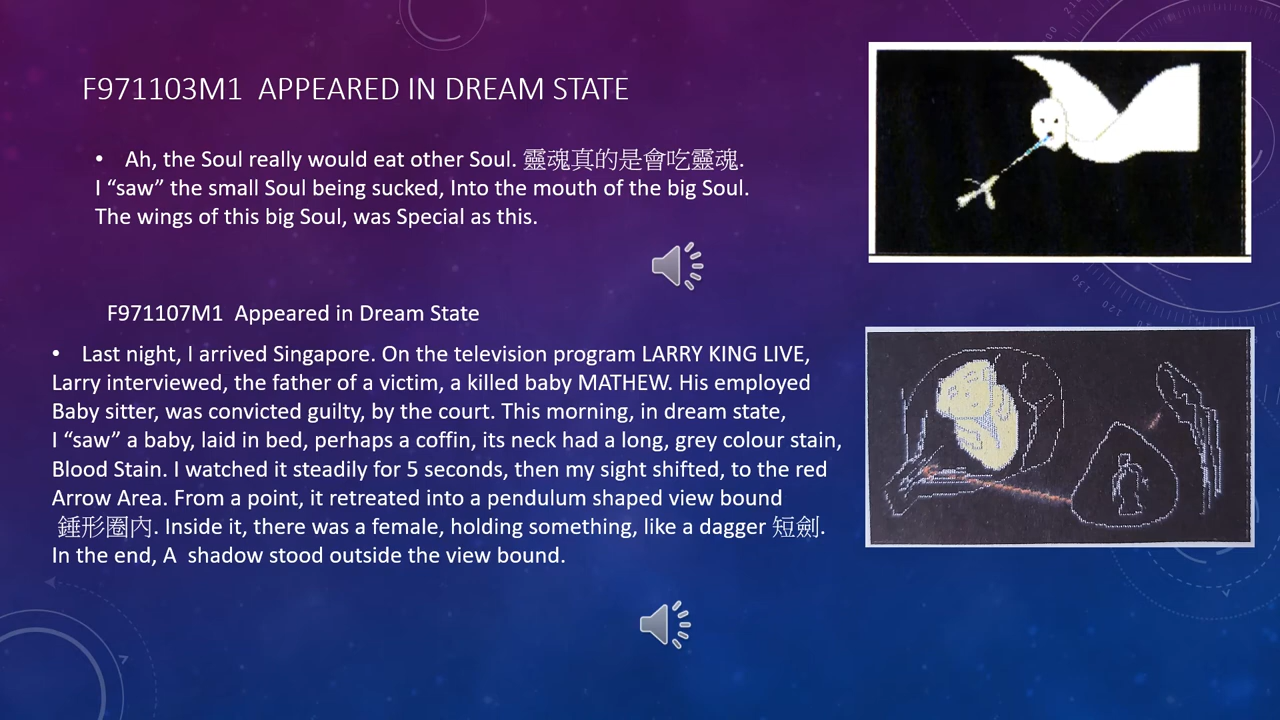 F971103M1 APPEARED IN DREAM STATE
• Ah, the Soul really would eat other Soul. 靈魂真的是會吃靈魂.
I “saw” the small Soul being sucked, Into the mouth of the big Soul.
The wings of this big Soul, was Special as this.
F971107M1 Appeared in Dream State
• Last night, I arrived Singapore. On the television program LARRY KING LIVE,
Larry interviewed, the father of a victim, a killed baby MATHEW. His employed
Baby sitter, was convicted guilty, by the court. This morning, in dream state,
I “saw” a baby, laid in bed, perhaps a coffin, its neck had a long, grey colour stain,
Blood Stain. I watched it steadily for 5 seconds, then my sight shifted, to the red
Arrow Area. From a point, it retreated into a pendulum shaped view bound
錘形圈內. Inside it, there was a female, holding something, like a dagger 短劍.
In the end, A shadow stood outside the view bound.
210
150
120